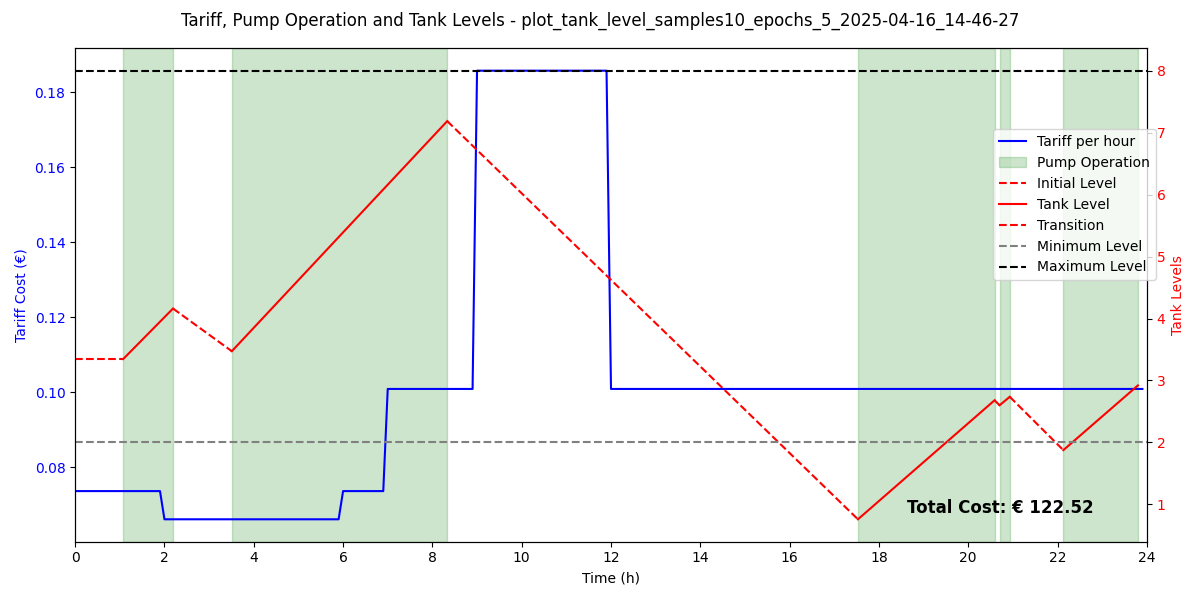 Tariff, Pump Operation and Tank Levels - plot_tank_level_samples10_epochs_5_2025-04-16_14-46-27
Tariff Cost (€)
0.18
0.16
0.14
0.12
0.10
0.08
8
7
6
5
4
3
2
1
Tank Levels
Tariff per hour
Pump Operation
Initial Level
Tank Level
Transition
Minimum Level
Maximum Level
Total Cost: € 122.52
0 2 4 6 8 10 12 14 16 18 20 22 24
Time (h)